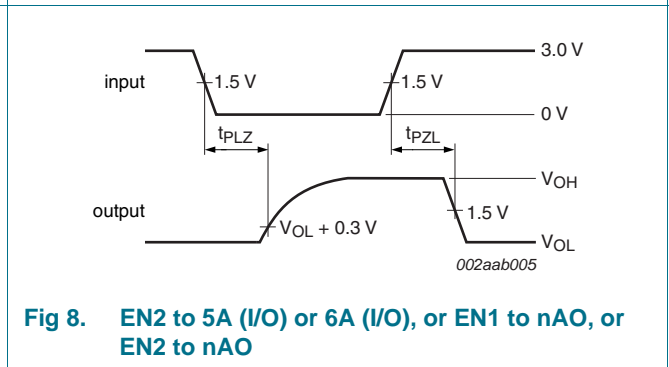 3.0 V
input
1.5 V
1.5 V
0 V
tPLZ
tPZL
VOH
output
VOL + 0.3 V
1.5 V
VOL
002aab005
Fig 8. EN2 to 5A (I/O) or 6A (I/O), or EN1 to nAO, or
EN2 to nAO